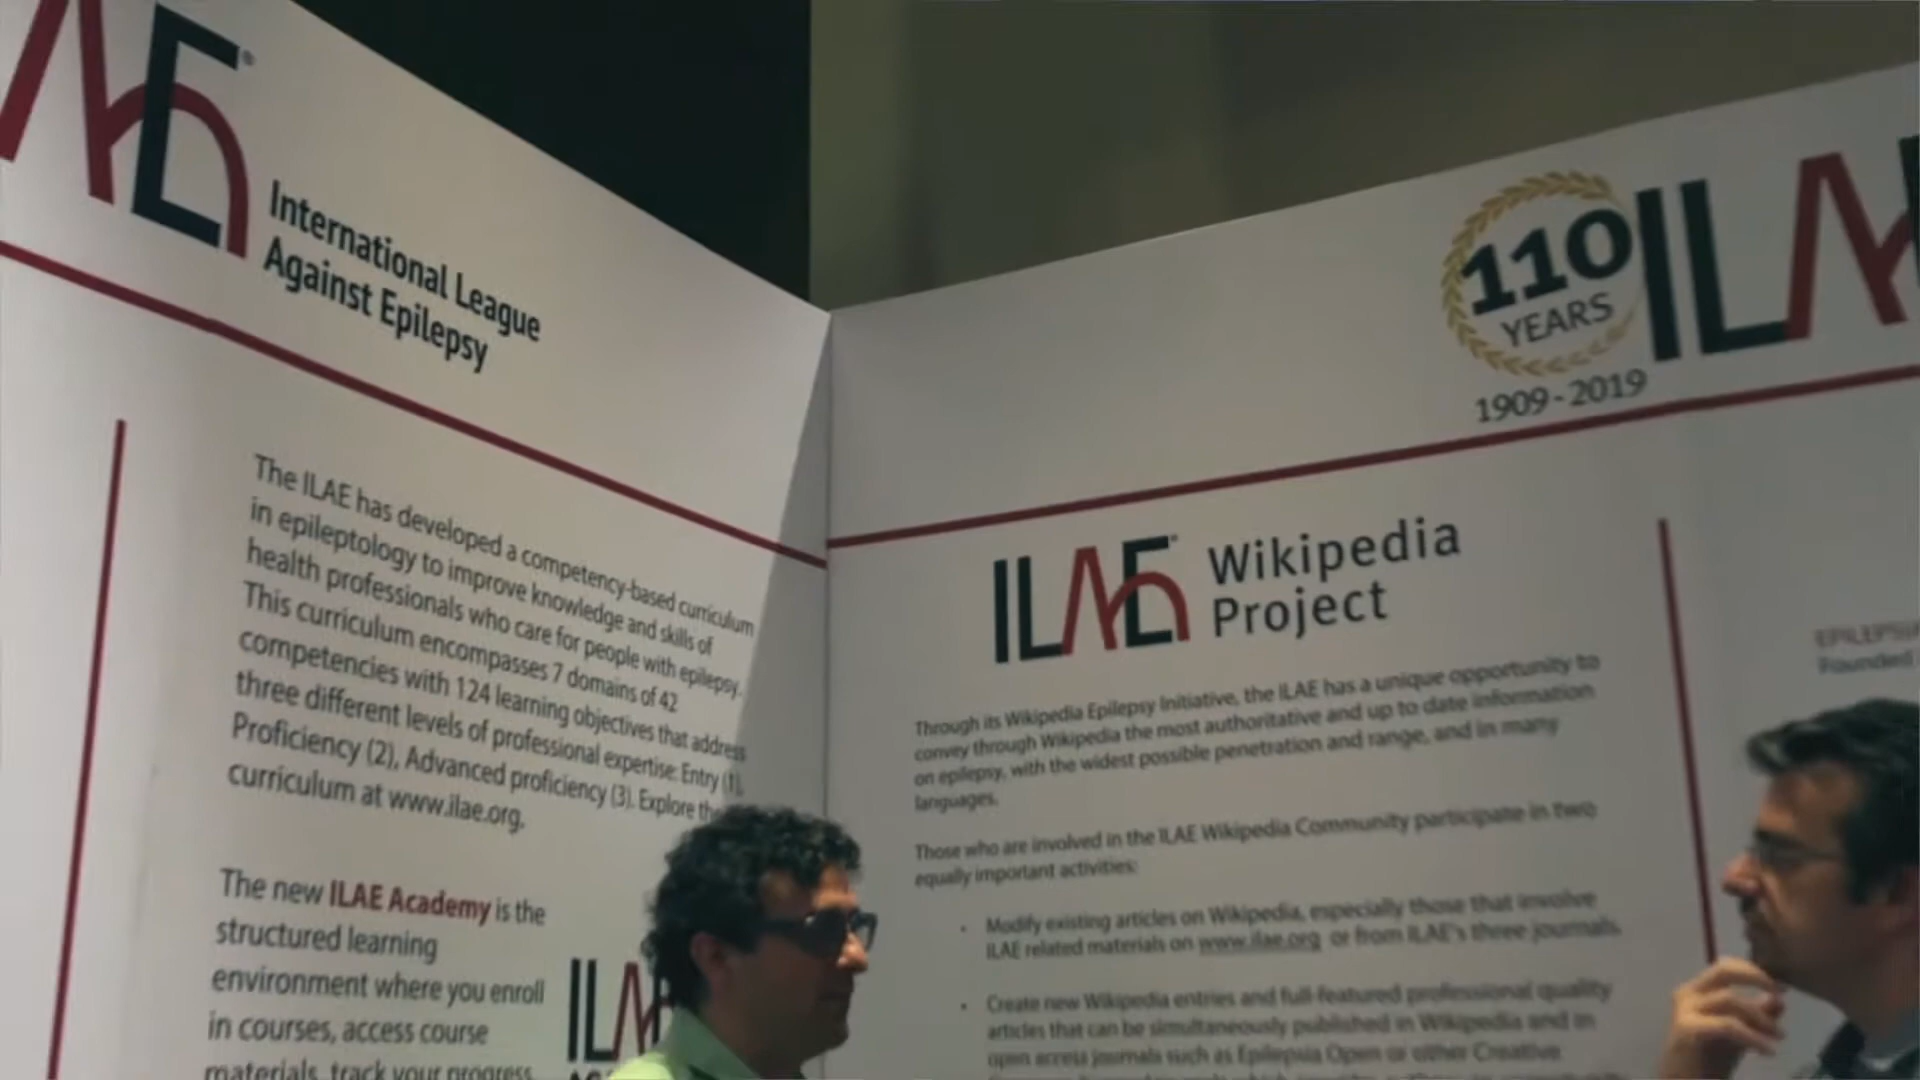 ILAE®
International League
Against Epilepsy
The ILAE has developed a competency-based curriculum
in epileptology to improve knowledge and skills of
health professionals who care for people with epilepsy.
This curriculum encompasses 7 domains of 42
competencies with 124 learning objectives that address
three different levels of professional expertise: Entry (1),
Proficiency (2), Advanced proficiency (3). Explore the
curriculum at www.ilae.org.
The new ILAE Academy is the
structured learning
environment where you enroll
in courses, access course
materials, track your progress
ILAE
110
YEARS
1909-2019
ILAE
ILAE
Wikipedia
Project
Through its Wikipedia Epilepsy Initiative, the ILAE has a unique opportunity to
convey through Wikipedia the most authoritative and up to date information
on epilepsy, with the widest possible penetration and range, and in many
languages.
Those who are involved in the ILAE Wikipedia Community participate in two
equally important activities:
• Modify existing articles on Wikipedia, especially those that involve
ILAE related materials on www.ilae.org or from ILAE's three journals.
• Create new Wikipedia entries and full-featured professional quality
articles that can be simultaneously published in Wikipedia and in
open access journals such as Epilepsia Open or other Creative
EPILEPSIA
Founded